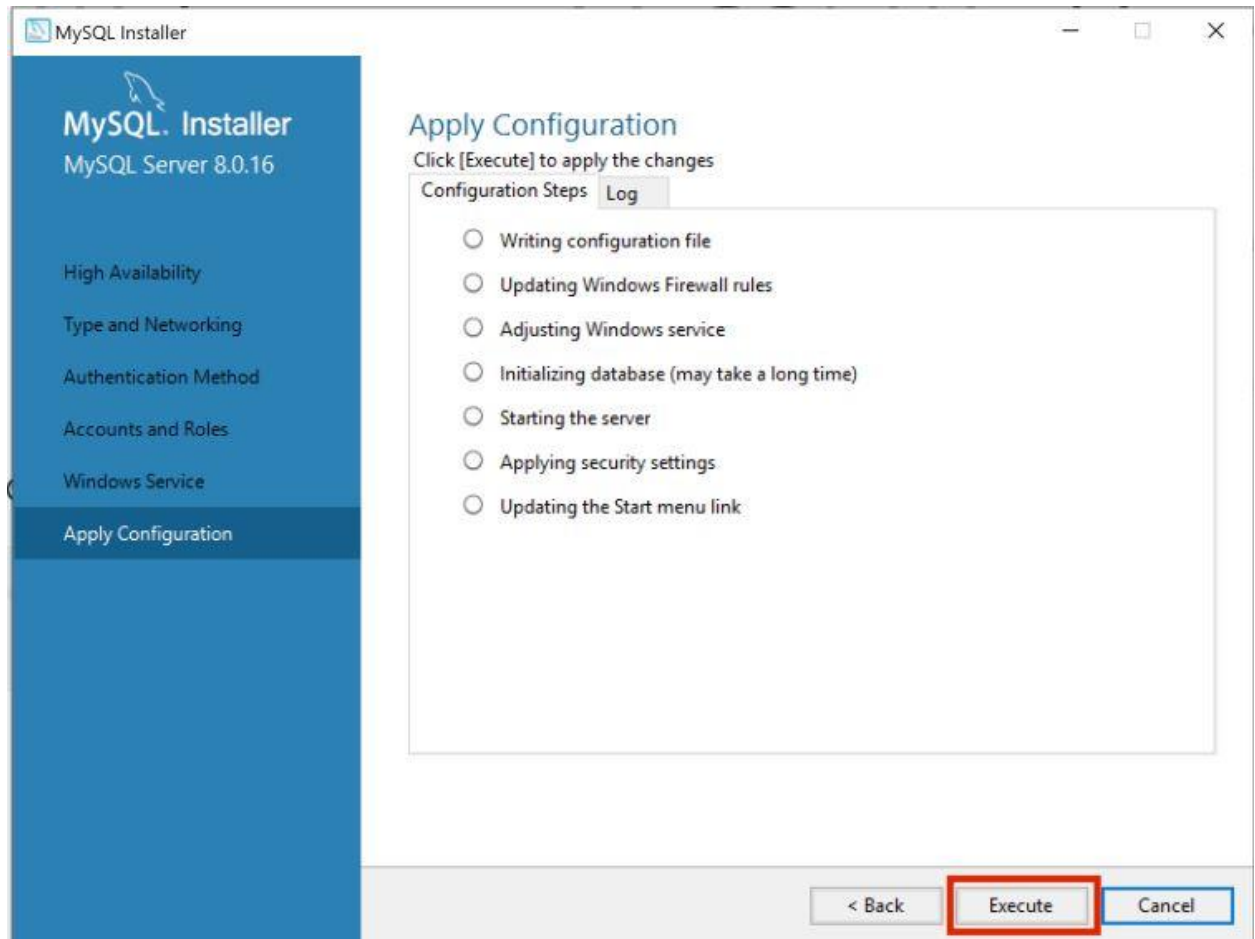 MySQL Installer
MySQL. Installer
MySQL Server 8.0.16
High Availability
Type and Networking
Authentication Method
Accounts and Roles
Windows Service
Apply Configuration
Apply Configuration
Click [Execute] to apply the changes
Configuration Steps Log
Writing configuration file
Updating Windows Firewall rules
Adjusting Windows service
Initializing database (may take a long time)
Starting the server
Applying security settings
Updating the Start menu link
< Back Execute Cancel